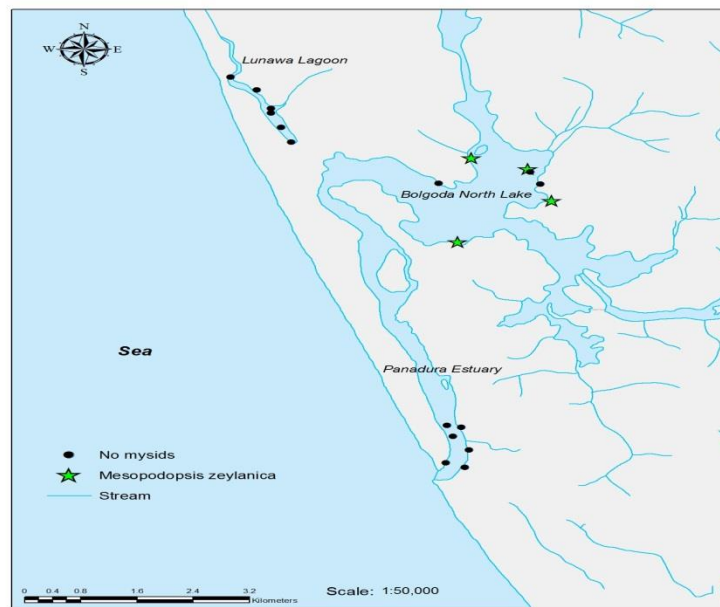 N
W E
S
Lunawa Lagoon
Bolgoda North Lake
Sea
Panadura Estuary
No mysids
Mesopodopsis zeylanica
Stream
0 0.4 0.8 1.6 2.4 3.2
Kilometers
Scale: 1:50,000